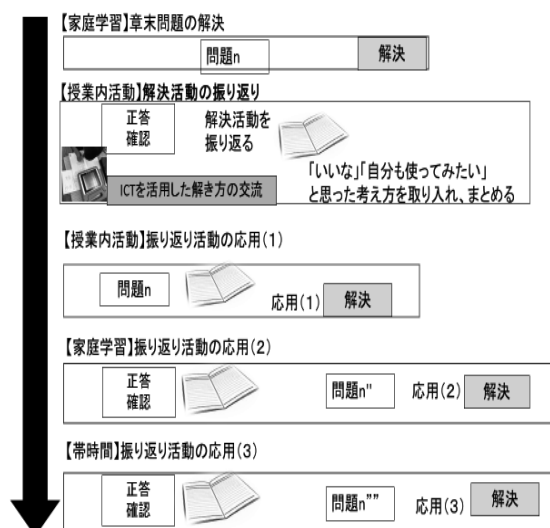 【家庭学習】章末問題の解決
問題n
解決
【授業内活動】解決活動の振り返り
正答
確認
解決活動を
振り返る
ICTを活用した解き方の交流
「いいな」「自分も使ってみたい」
と思った考え方を取り入れ、まとめる
【授業内活動】振り返り活動の応用(1)
問題n
応用(1)
解決
【家庭学習】振り返り活動の応用(2)
正答
確認
問題n"
応用(2)
解決
【帯時間】振り返り活動の応用(3)
正答
確認
問題n""
応用(3)
解決